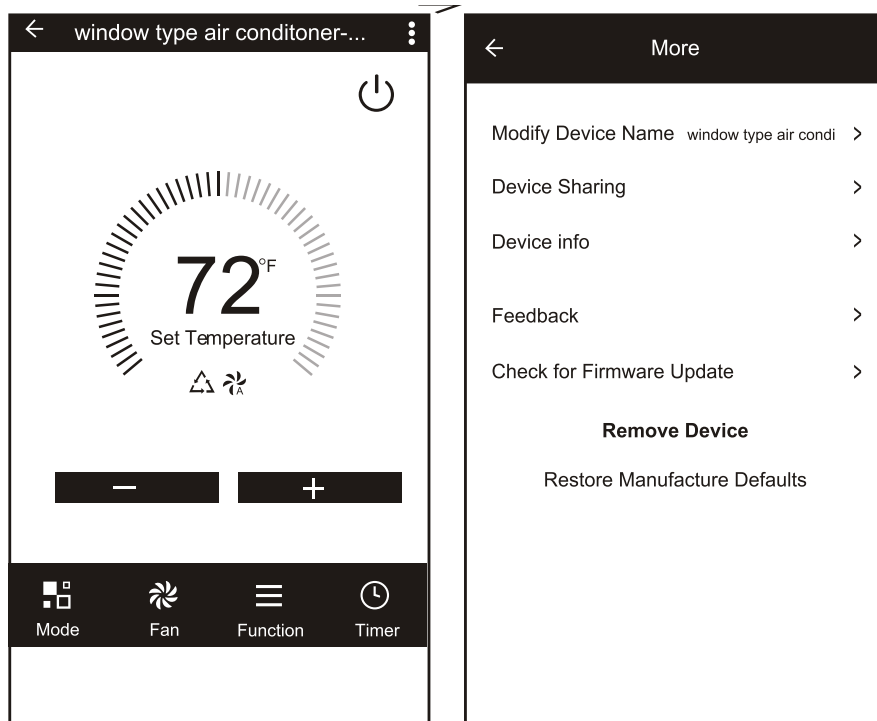 window type air conditoner-...
72°F
Set Temperature
A
Mode Fan Function Timer
More
Modify Device Name window type air condi
Device Sharing
Device info
Feedback
Check for Firmware Update
Remove Device
Restore Manufacture Defaults